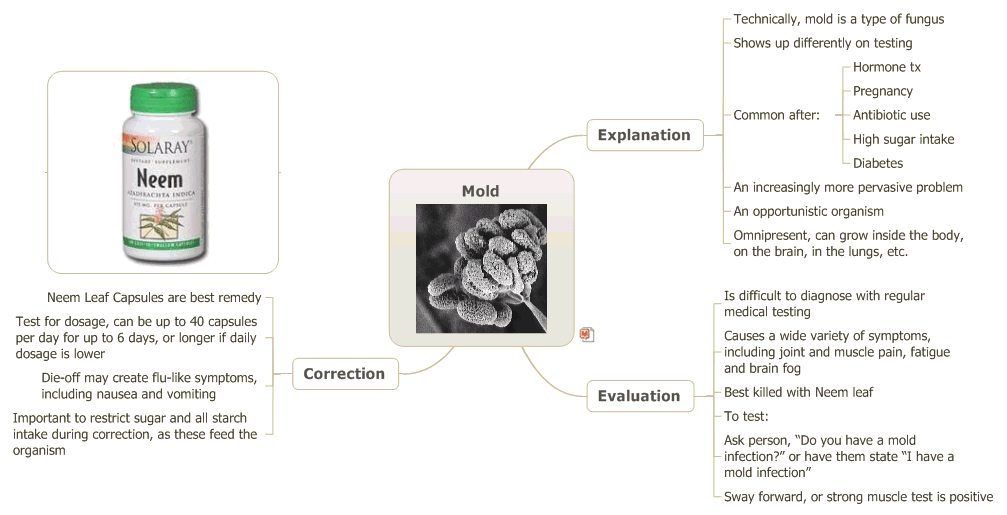 Mold
Explanation
Technically, mold is a type of fungus
Shows up differently on testing
Common after:
Hormone tx
Pregnancy
Antibiotic use
High sugar intake
Diabetes
An increasingly more pervasive problem
An opportunistic organism
Omnipresent, can grow inside the body,
on the brain, in the lungs, etc.
Evaluation
Is difficult to diagnose with regular
medical testing
Causes a wide variety of symptoms,
including joint and muscle pain, fatigue
and brain fog
Best killed with Neem leaf
To test:
Ask person, “Do you have a mold
infection?” or have them state “I have a
mold infection”
Sway forward, or strong muscle test is positive
Correction
Neem Leaf Capsules are best remedy
Test for dosage, can be up to 40 capsules
per day for up to 6 days, or longer if daily
dosage is lower
Die-off may create flu-like symptoms,
including nausea and vomiting
Important to restrict sugar and all starch
intake during correction, as these feed the
organism
SOLARAY
DIETARY SUPPLEMENT
Neem
AZADIRACHTA INDICA
MG. PER CAPSULE